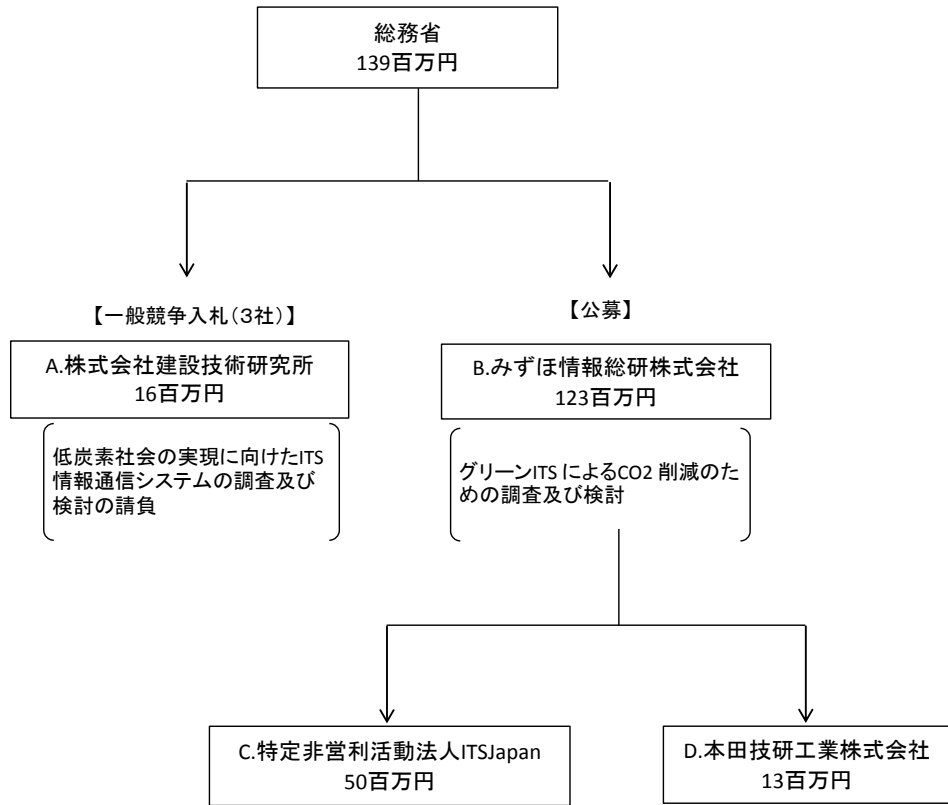 総務省
139百万円
【一般競争入札（３社）】
A.株式会社建設技術研究所
16百万円
低炭素社会の実現に向けたITS
情報通信システムの調査及び
検討の請負
【公募】
B.みずほ情報総研株式会社
123百万円
グリーンITS によるCO2 削減のた
めの調査及び検討
C.特定非営利活動法人ITSJapan
50百万円
D.本田技研工業株式会社
13百万円